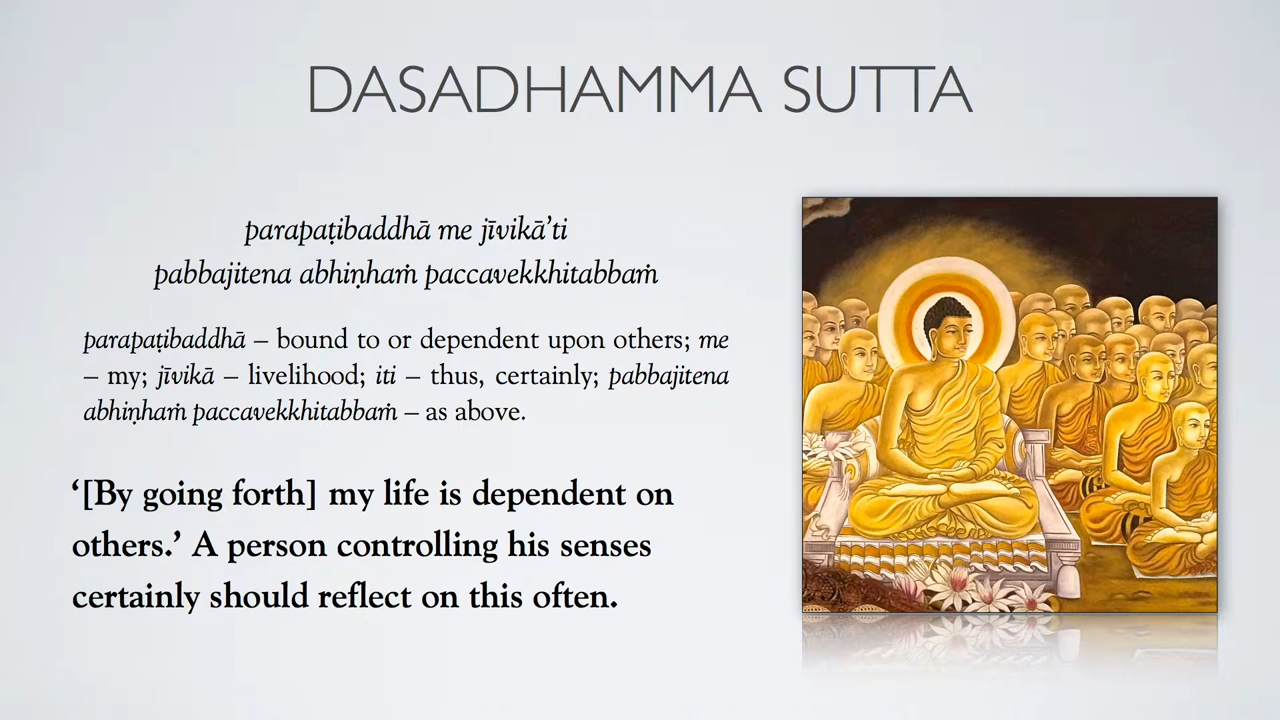 DASADHAMMA SUTTA
parapaṭibaddhā me jīvikā’ti
pabbajitena abhiṇhaṁ paccavekkhitabbaṁ
parapaṭibaddhā – bound to or dependent upon others; me
– my; jīvikā – livelihood; iti – thus, certainly; pabbajitena
abhiṇhaṁ paccavekkhitabbaṁ – as above.
‘[By going forth] my life is dependent on
others.’ A person controlling his senses
certainly should reflect on this often.